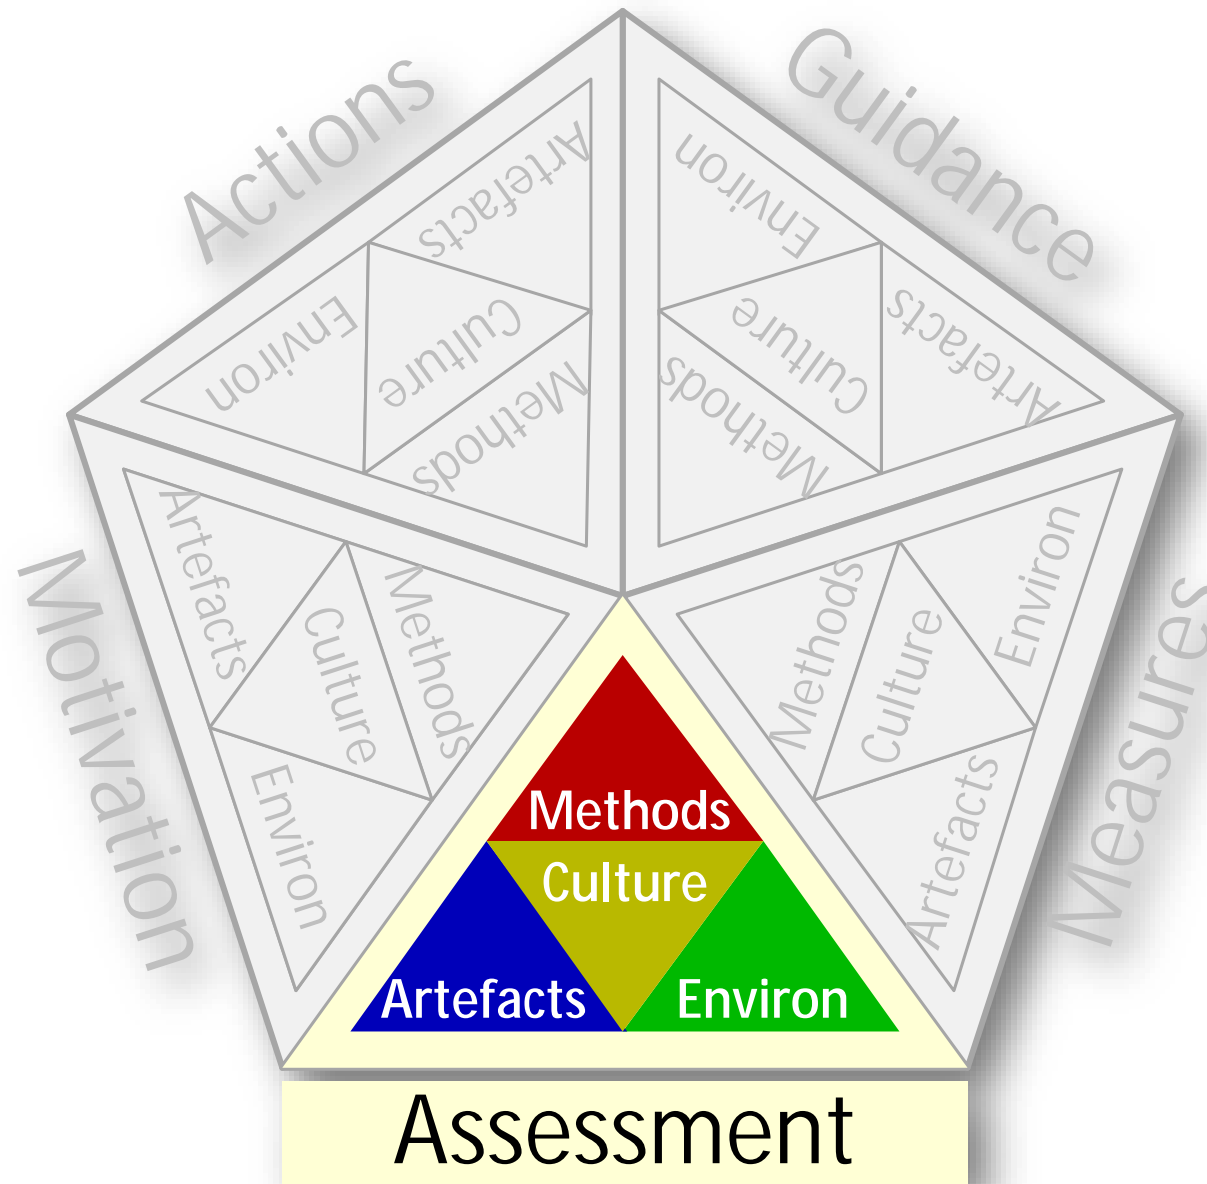 Actions
Guidance
Artefacts
Environ
Culture
Methods
Environ
Artefacts
Culture
Methods
Motivation
Artefacts
Methods
Culture
Environ
Measures
Methods
Culture
Environ
Artefacts
Methods
Culture
Artefacts
Environ
Assessment